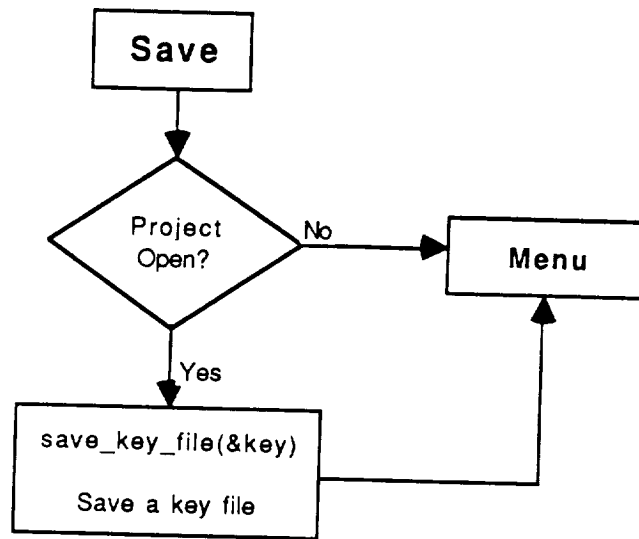 Save
Project
Open?
No
Menu
Yes
save_key_file(&key)
Save a key file